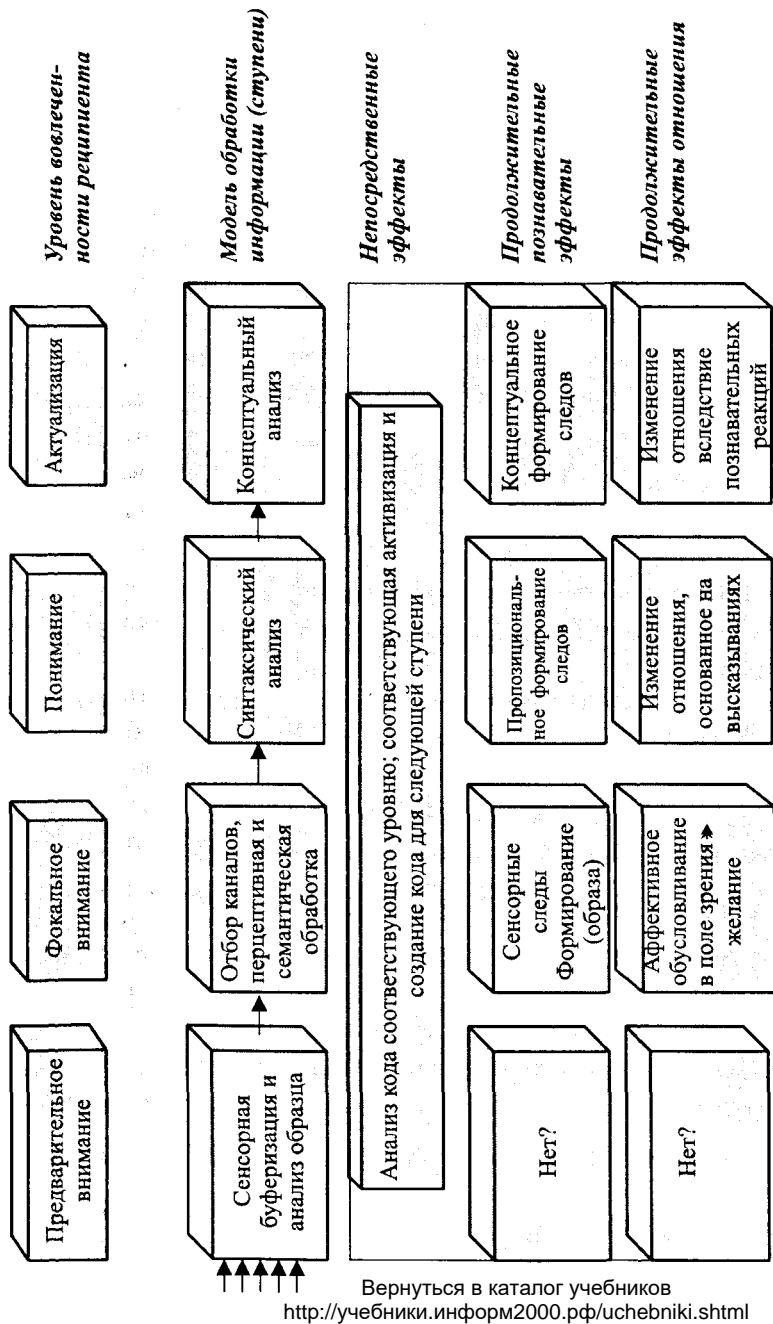 Предварительное
внимание
Фокальное
внимание
Понимание
Актуализация
Уровень вовлечен-
ности реципиента
Сенсорная
буферизация и
анализ образца
Отбор каналов,
перцептивная и
семантическая
обработка
Синтаксический
анализ
Концептуальный
анализ
Модель обработки
информации (ступени)
Анализ кода соответствующего уровню; соответствующая активизация и
создание кода для следующей ступени
Непосредственные
эффекты
Нет?
Сенсорные
следы
Формирование
(образа)
Пропозициональ-
ное формирование
следов
Концептуальное
формирование
следов
Продолжительные
познавательные
эффекты
Нет?
Аффективное
обусловливание
в поле зрения »
желание
Изменение
отношения,
основанное на
высказываниях
Изменение
отношения
вследствие
познавательных
реакций
Продолжительные
эффекты отношения
Вернуться в каталог учебников
http://учебники.информ2000.рф/uchebniki.shtml